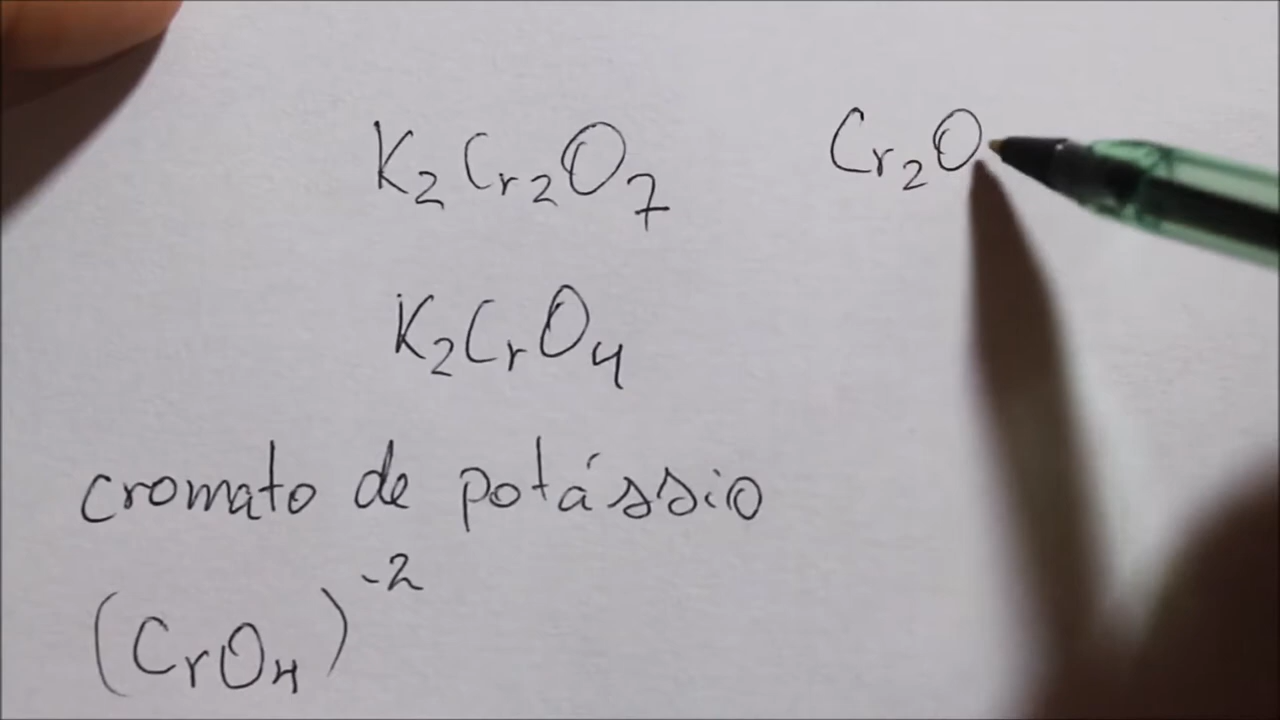 K₂Cr₂O₇ Cr₂O
K₂CrO₄
cromato de potássio
(CrO₄)⁻²